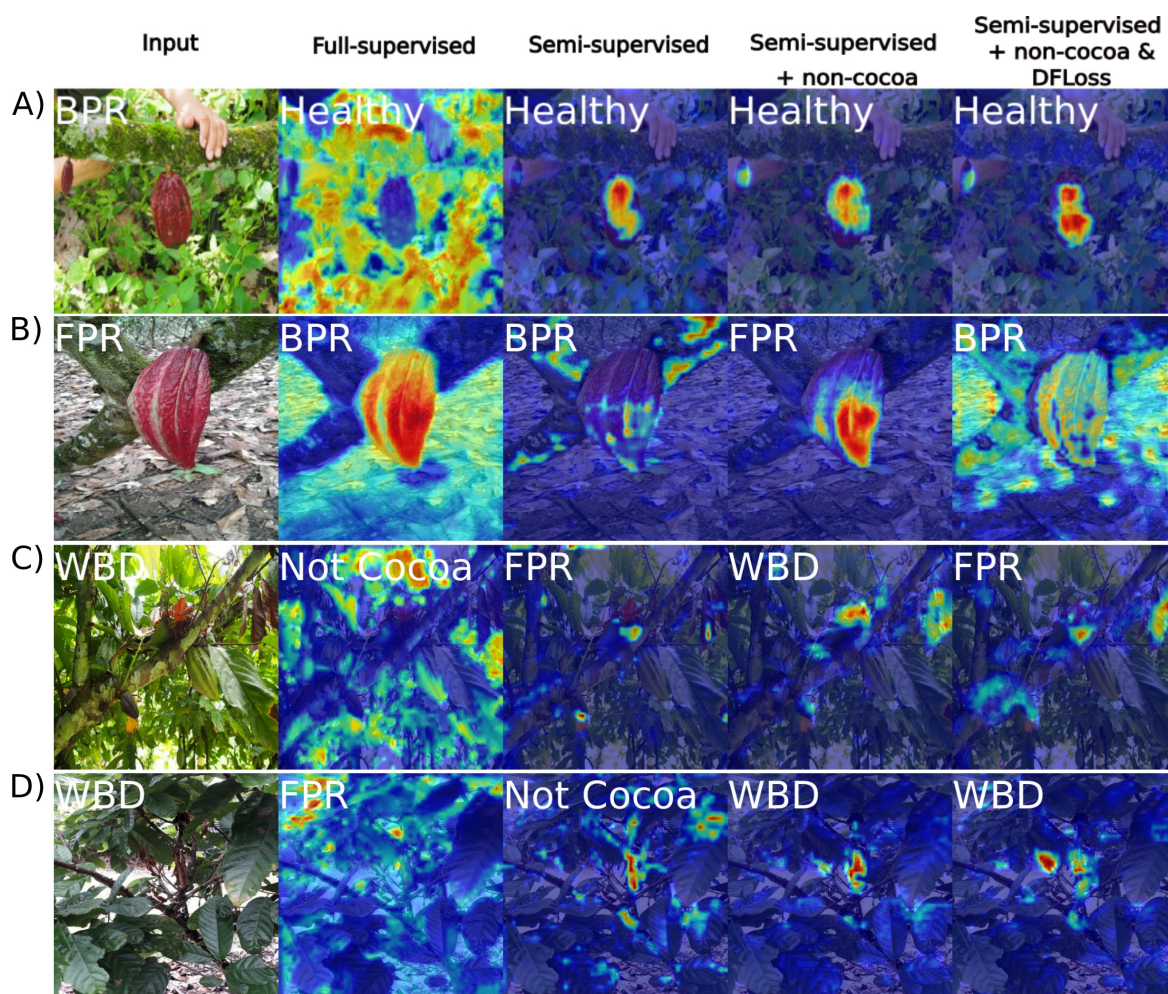 Input
Full-supervised
Semi-supervised
Semi-supervised
+ non-cocoa
Semi-supervised
+ non-cocoa &
DFLoss
A)
BPR
Healthy
Healthy
Healthy
Healthy
B)
FPR
BPR
BPR
FPR
BPR
C)
WBD
Not Cocoa
FPR
WBD
FPR
D)
WBD
FPR
Not Cocoa
WBD
WBD